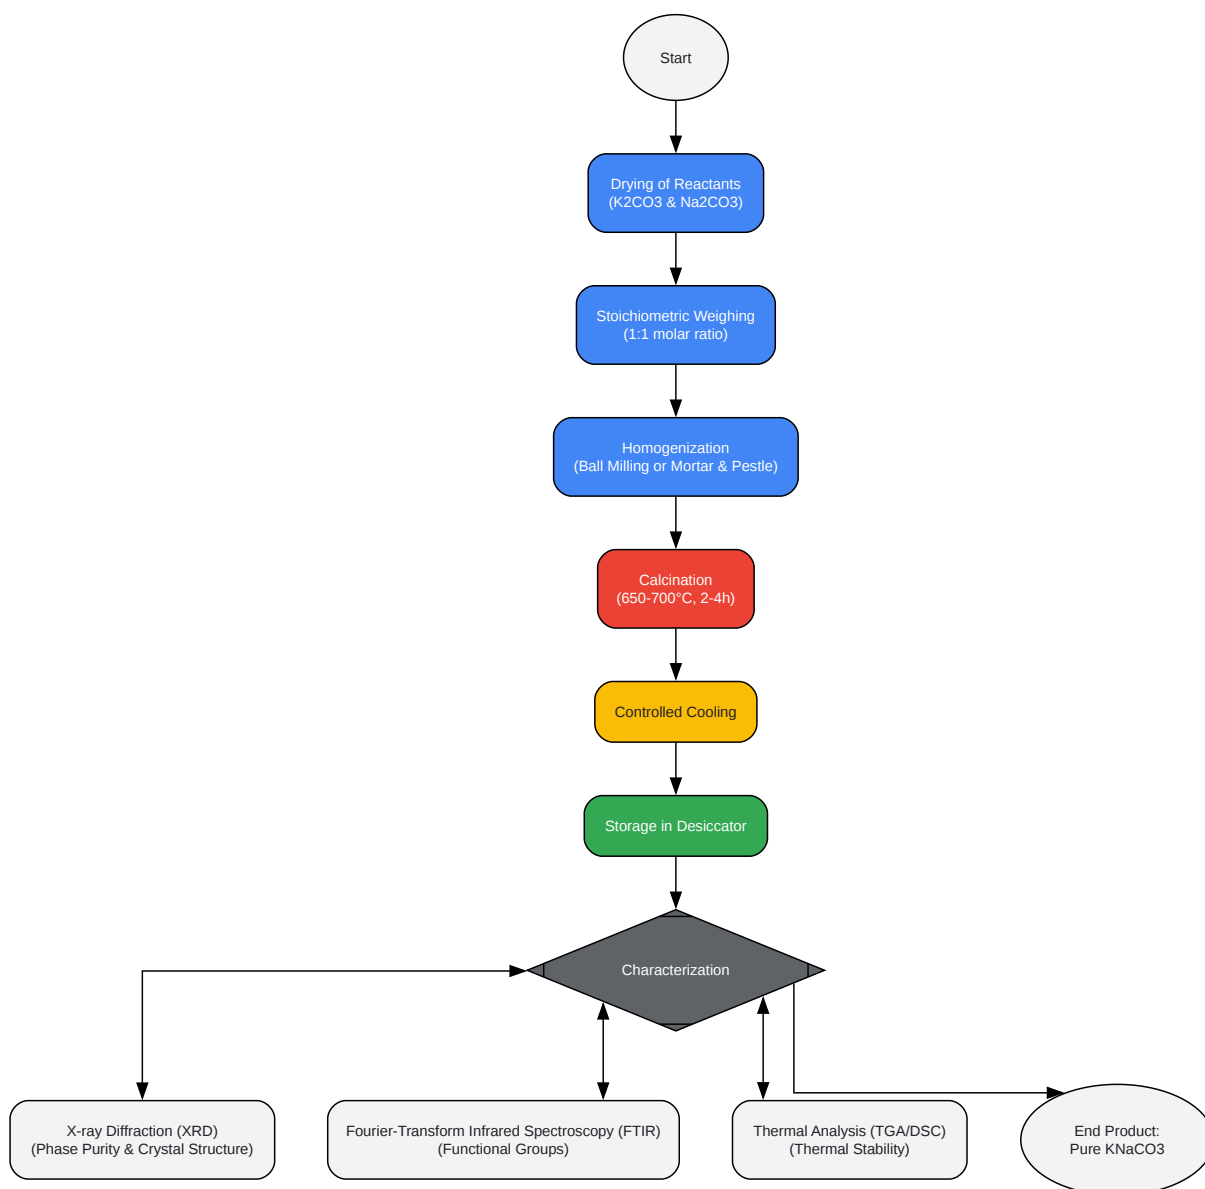 Start
Drying of Reactants
(K2CO3 & Na2CO3)
Stoichiometric Weighing
(1:1 molar ratio)
Homogenization
(Ball Milling or Mortar & Pestle)
Calcination
(650-700°C, 2-4h)
Controlled Cooling
Storage in Desiccator
Characterization
X-ray Diffraction (XRD)
(Phase Purity & Crystal Structure)
Fourier-Transform Infrared Spectroscopy (FTIR)
(Functional Groups)
Thermal Analysis (TGA/DSC)
(Thermal Stability)
End Product:
Pure KNaCO3